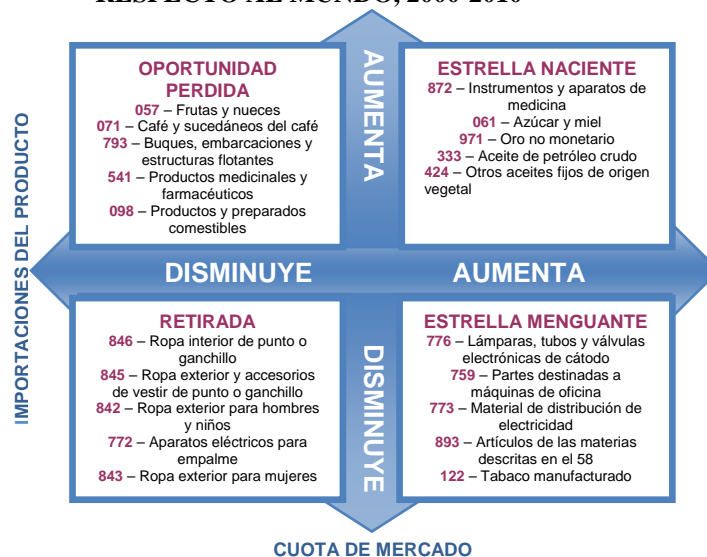 RESPECTO AL MUNDO, 2000-2010
OPORTUNIDAD
PERDIDA
057 – Frutas y nueces
071 – Café y sucedáneos del café
793 – Buques, embarcaciones y
estructuras flotantes
541 – Productos medicinales y
farmacéuticos
098 – Productos y preparados
comestibles
AUMENTA
ESTRELLA NACIENTE
872 – Instrumentos y aparatos de
medicina
061 – Azúcar y miel
971 – Oro no monetario
333 – Aceite de petróleo crudo
424 – Otros aceites fijos de origen
vegetal
IMPORTACIONES DEL PRODUCTO
DISMINUYE
AUMENTA
RETIRADA
846 – Ropa interior de punto o
ganchillo
845 – Ropa exterior y accesorios
de vestir de punto o ganchillo
842 – Ropa exterior para hombres
y niños
772 – Aparatos eléctricos para
empalme
843 – Ropa exterior para mujeres
DISMINUYE
ESTRELLA MENGUANTE
776 – Lámparas, tubos y válvulas
electrónicas de cátodo
759 – Partes destinadas a
máquinas de oficina
773 – Material de distribución de
electricidad
893 – Artículos de las materias
descritas en el 58
122 – Tabaco manufacturado
CUOTA DE MERCADO